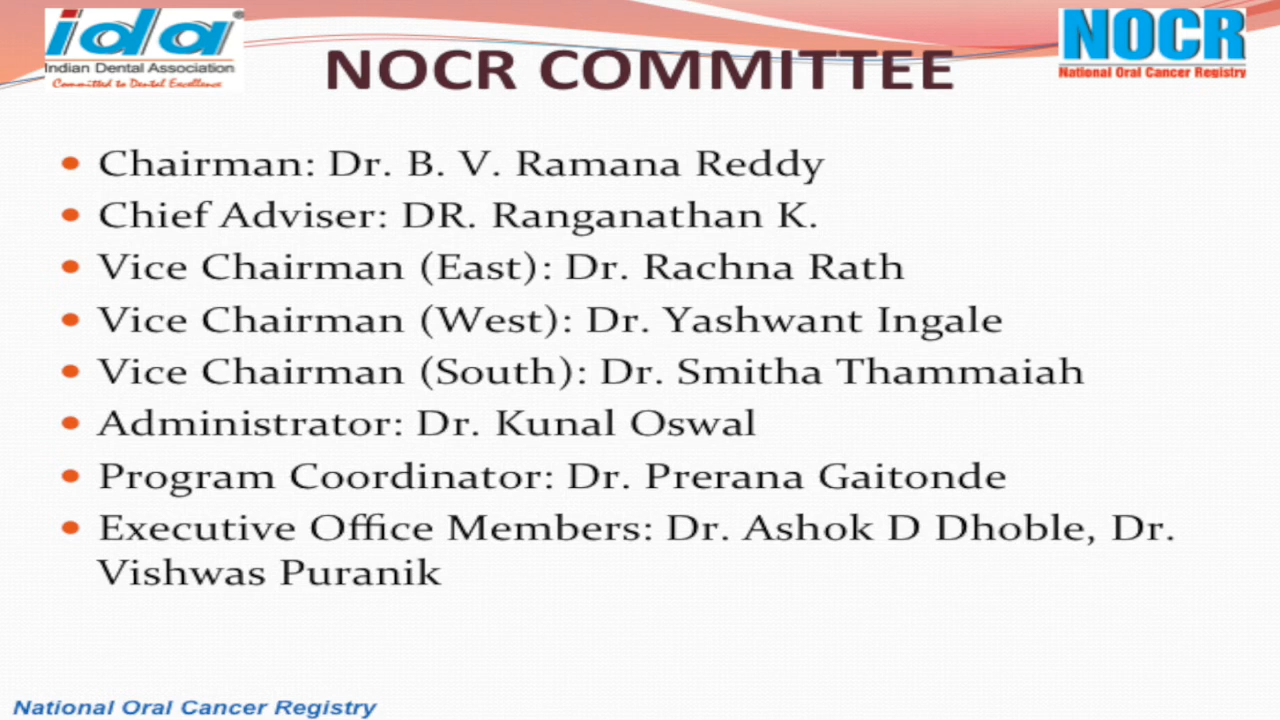 ida
Indian Dental Association
Committed to Dental Excellence
NOCR COMMITTEE
NOCR
National Oral Cancer Registry
• Chairman: Dr. B. V. Ramana Reddy
• Chief Adviser: DR. Ranganathan K.
• Vice Chairman (East): Dr. Rachna Rath
• Vice Chairman (West): Dr. Yashwant Ingale
• Vice Chairman (South): Dr. Smitha Thammaiah
• Administrator: Dr. Kunal Oswal
• Program Coordinator: Dr. Prerana Gaitonde
• Executive Office Members: Dr. Ashok D Dhoble, Dr.
Vishwas Puranik
National Oral Cancer Registry